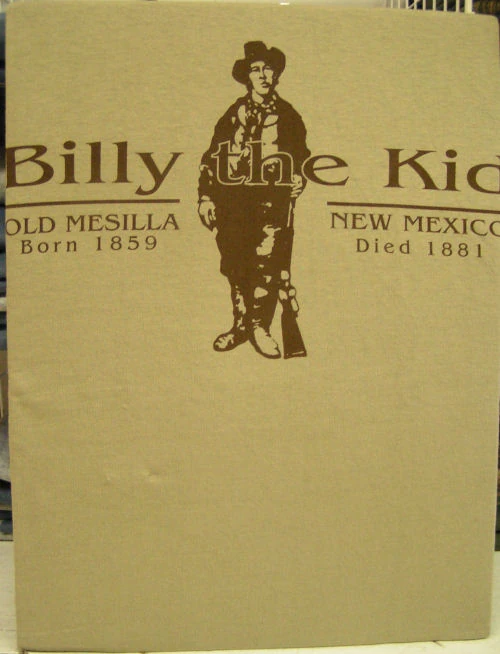 Billy the Kid
OLD MESILLA NEW MEXICO
Born 1859 Died 1881